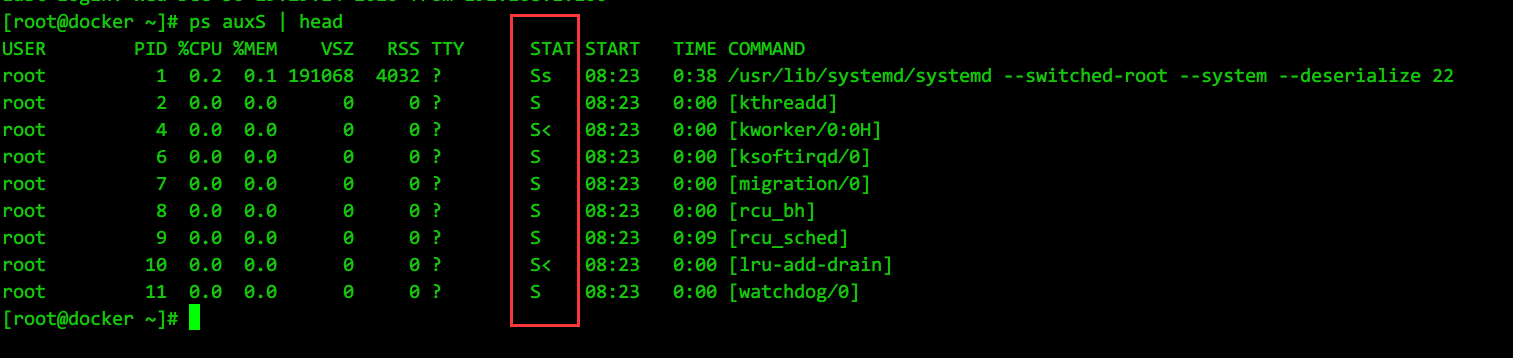 [root@docker ~]# ps auxS | head
USER       PID %CPU %MEM    VSZ   RSS TTY      STAT START   TIME COMMAND
root         1  0.2  0.1 191068  4032 ?        Ss   08:23   0:38 /usr/lib/systemd/systemd --switched-root --system --deserialize 22
root         2  0.0  0.0      0     0 ?        S    08:23   0:00 [kthreadd]
root         4  0.0  0.0      0     0 ?        S<   08:23   0:00 [kworker/0:0H]
root         6  0.0  0.0      0     0 ?        S    08:23   0:00 [ksoftirqd/0]
root         7  0.0  0.0      0     0 ?        S    08:23   0:00 [migration/0]
root         8  0.0  0.0      0     0 ?        S    08:23   0:00 [rcu_bh]
root         9  0.0  0.0      0     0 ?        S    08:23   0:09 [rcu_sched]
root        10  0.0  0.0      0     0 ?        S<   08:23   0:00 [lru-add-drain]
root        11  0.0  0.0      0     0 ?        S    08:23   0:00 [watchdog/0]
[root@docker ~]#